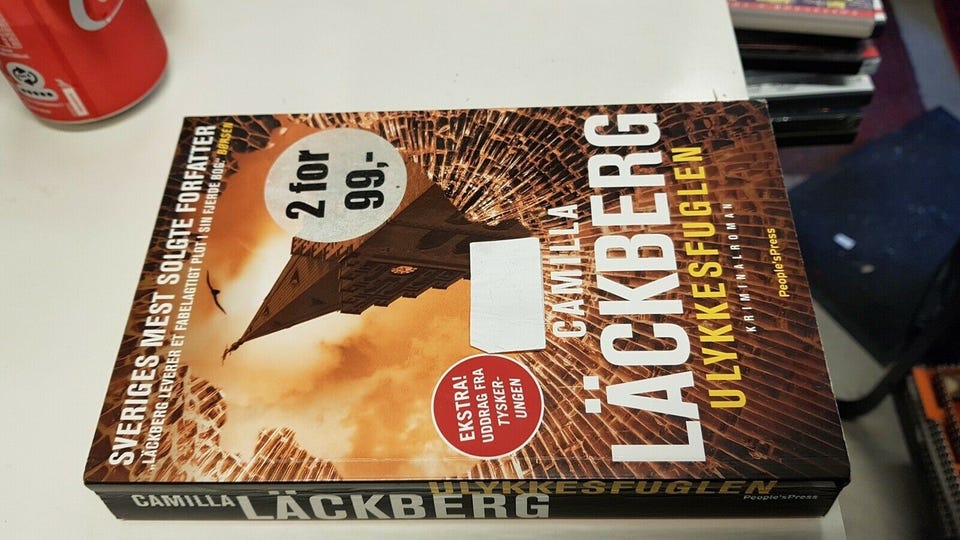 SVERIGES MEST SOLGTE FORFATTER
"LÄCKBERG LEVERER ET FABELAGTIGT PLOT I SIN FJERDE BOG" BØRSEN
2 for
99,-
EKSTRA!
UDDRAG FRA
TYSKER-
UNGEN
CAMILLA
LÄCKBERG
ULYKKESFUGLEN
KRIMINALROMAN
People'sPress
CAMILLA LÄCKBERG ULYKKESFUGLEN People'sPress